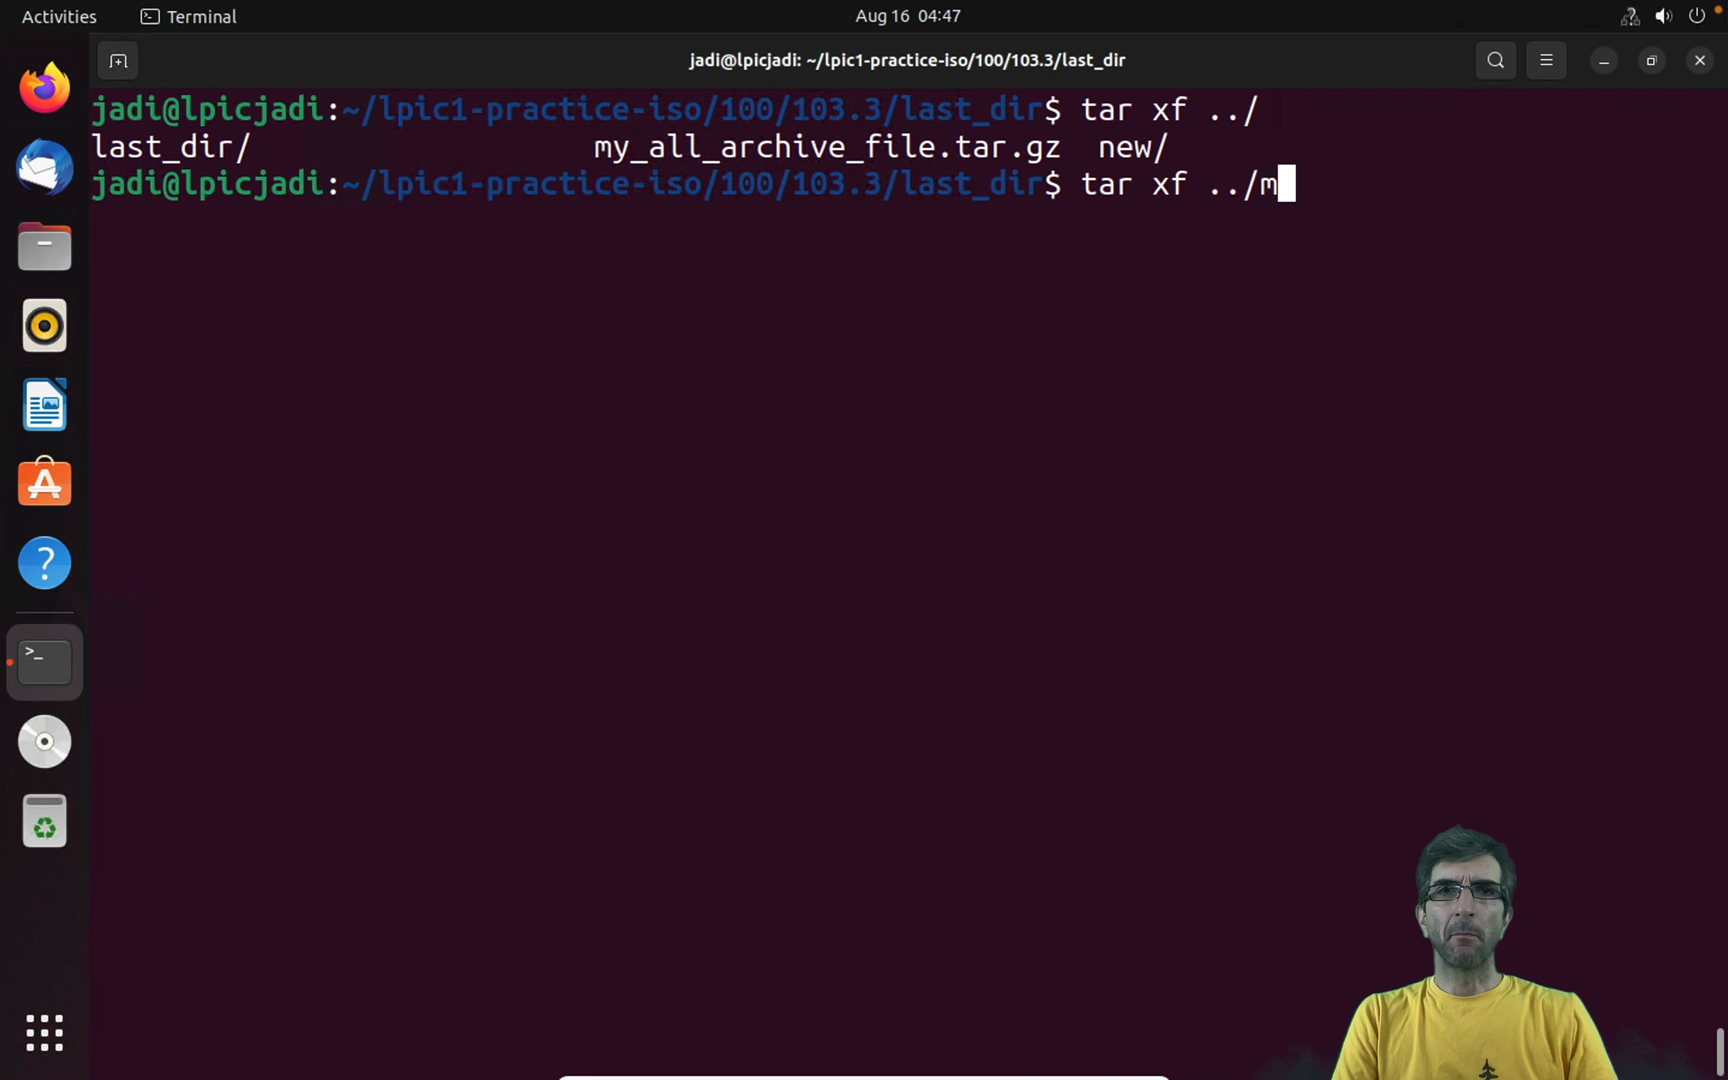 Activities
Terminal
Aug 16 04:47
jadi@lpicjadi: ~/lpic1-practice-iso/100/103.3/last_dir
jadi@lpicjadi:~/lpic1-practice-iso/100/103.3/last_dir$ tar xf ../
last_dir/ my_all_archive_file.tar.gz new/
jadi@lpicjadi:~/lpic1-practice-iso/100/103.3/last_dir$ tar xf ../m